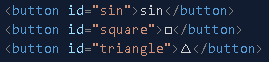 <button id="sin">sin</button>
<button id="square">□</button>
<button id="triangle">△</button>